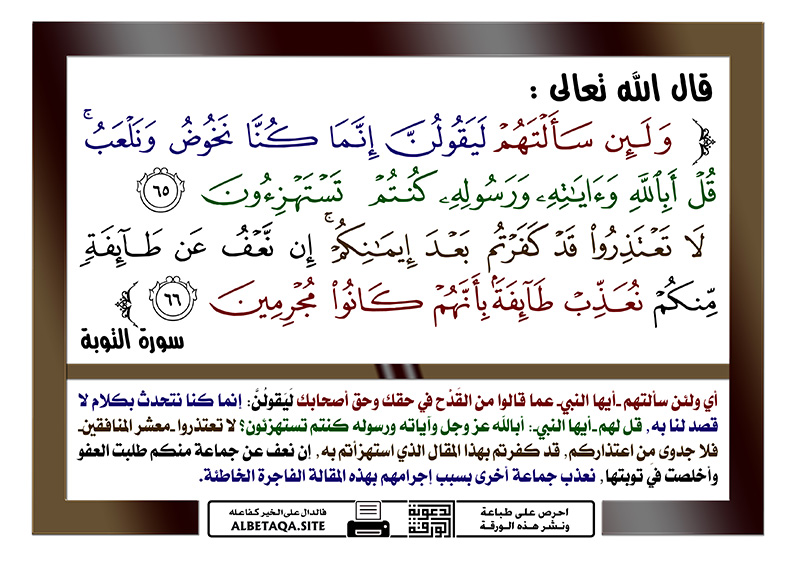 قال الله تعالى :
﴿ وَلَئِن سَأَلْتَهُمْ لَيَقُولُنَّ إِنَّمَا كُنَّا نَخُوضُ وَنَلْعَبُ ۚ
قُلْ أَبِاللَّهِ وَءَايَـٰتِهِۦ وَرَسُولِهِۦ كُنتُمْ تَسْتَهْزِءُونَ ٦٥
لَا تَعْتَذِرُوا۟ قَدْ كَفَرْتُم بَعْدَ إِيمَـٰنِكُمْ ۚ إِن نَّعْفُ عَن طَآئِفَةٍ
مِّنكُمْ نُعَذِّبْ طَآئِفَةًۢ بِأَنَّهُمْ كَانُوا۟ مُجْرِمِينَ ٦٦ ﴾
سورة التوبة
أي ولئن سألتهم ـ أيها النبي ـ عما قالوا من القَدْح في حقك وحق أصحابك لَيَقولُنَّ: إنما كنا نتحدث بكلام لا
قصد لنا به, قل لهم ـ أيها النبي ـ: أبالله عز وجل وآياته ورسوله كنتم تستهزئون؟ لا تعتذروا ـ معشر المنافقين ـ
فلا جدوى من اعتذاركم, قد كفرتم بهذا المقال الذي استهزأتم به, إن نعف عن جماعة منكم طلبت العفو
وأخلصت في توبتها, نعذب جماعة أخرى بسبب إجرامهم بهذه المقالة الفاجرة الخاطئة.
احرص على طباعة
ونشر هذه الورقة
الدعوية
الورقة
فالدال على الخير كفاعله
ALBETAQA.SITE